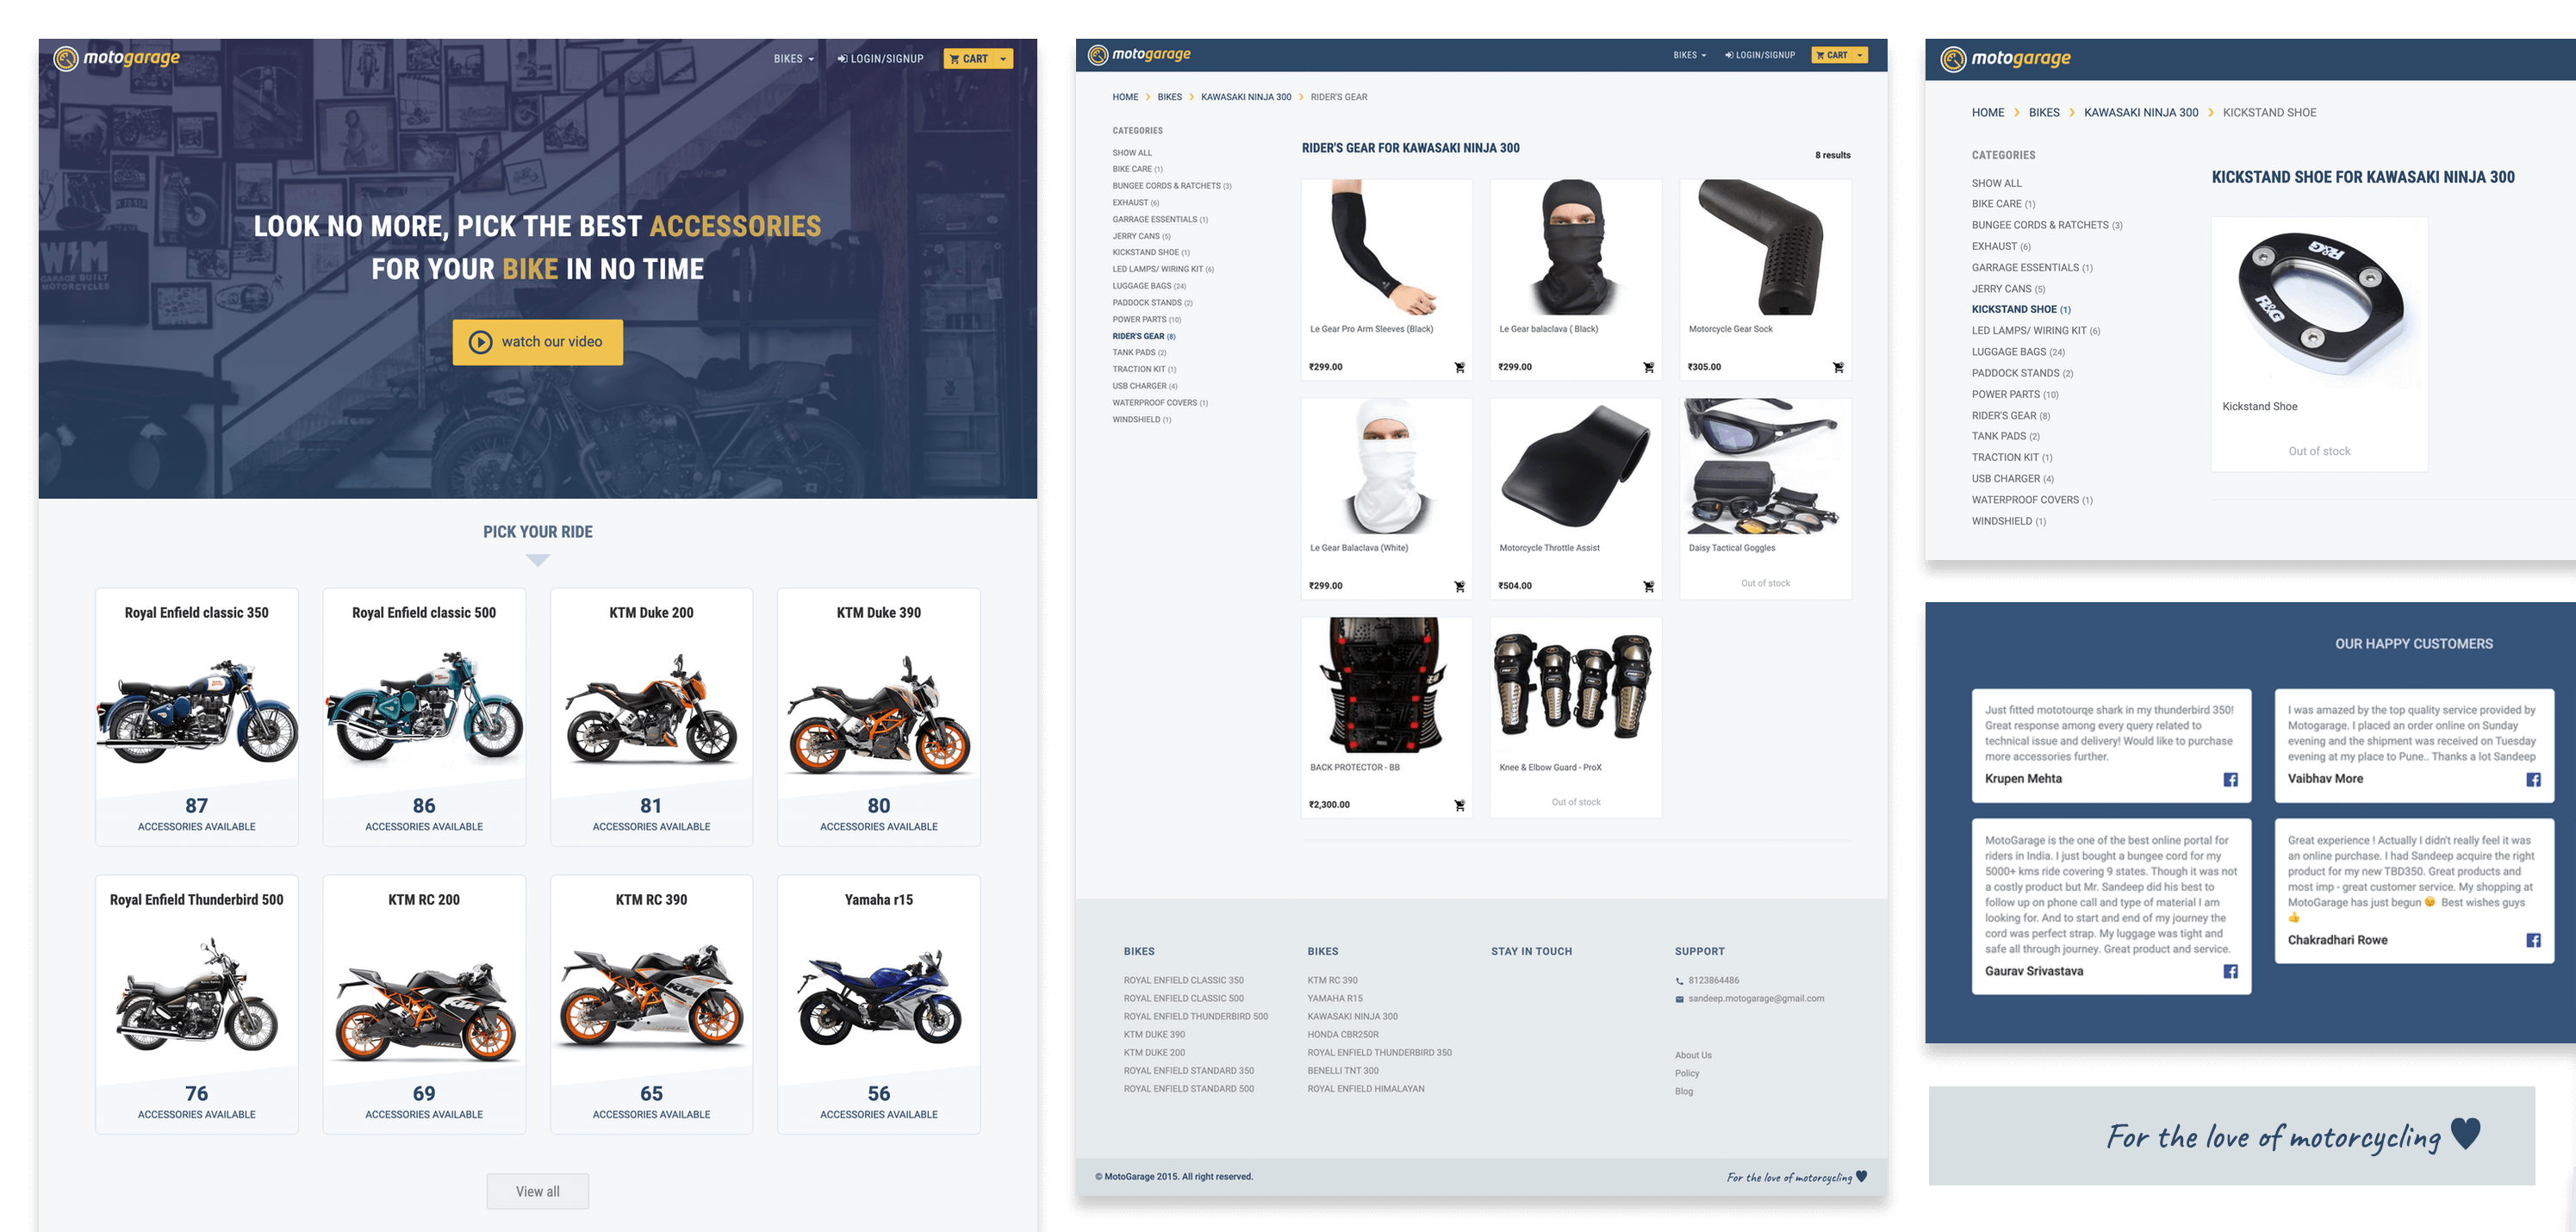 motogarage
BIKES
LOGIN/SIGNUP
CART
LOOK NO MORE, PICK THE BEST ACCESSORIES
FOR YOUR BIKE IN NO TIME
watch our video
PICK YOUR RIDE
Royal Enfield classic 350
87
ACCESSORIES AVAILABLE
Royal Enfield classic 500
86
ACCESSORIES AVAILABLE
KTM Duke 200
81
ACCESSORIES AVAILABLE
KTM Duke 390
80
ACCESSORIES AVAILABLE
Royal Enfield Thunderbird 500
76
ACCESSORIES AVAILABLE
KTM RC 200
69
ACCESSORIES AVAILABLE
KTM RC 390
65
ACCESSORIES AVAILABLE
Yamaha r15
56
ACCESSORIES AVAILABLE
View all
motogarage
BIKES
LOGIN/SIGNUP
CART
HOME > BIKES > KAWASAKI NINJA 300 > RIDER'S GEAR
CATEGORIES
SHOW ALL
BIKE CARE (1)
BUNGEE CORDS & RATCHETS (3)
EXHAUST (6)
GARRAGE ESSENTIALS (1)
JERRY CANS (5)
KICKSTAND SHOE (1)
LED LAMPS/ WIRING KIT (6)
LUGGAGE BAGS (24)
PADDOCK STANDS (2)
POWER PARTS (10)
RIDER'S GEAR (8)
TANK PADS (2)
TRACTION KIT (1)
USB CHARGER (4)
WATERPROOF COVERS (1)
WINDSHIELD (1)
RIDER'S GEAR FOR KAWASAKI NINJA 300
8 results
Le Gear Pro Arm Sleeves (Black)
₹299.00
Le Gear balaclava ( Black)
₹299.00
Motorcycle Gear Sock
₹305.00
Le Gear Balaclava (White)
₹299.00
Motorcycle Throttle Assist
₹504.00
Daisy Tactical Goggles
Out of stock
BACK PROTECTOR - BB
₹2,300.00
Knee & Elbow Guard - ProX
Out of stock
BIKES
ROYAL ENFIELD CLASSIC 350
ROYAL ENFIELD CLASSIC 500
ROYAL ENFIELD THUNDERBIRD 500
KTM DUKE 390
KTM DUKE 200
ROYAL ENFIELD STANDARD 350
ROYAL ENFIELD STANDARD 500
BIKES
KTM RC 390
YAMAHA R15
KAWASAKI NINJA 300
HONDA CBR250R
ROYAL ENFIELD THUNDERBIRD 350
BENELLI TNT 300
ROYAL ENFIELD HIMALAYAN
STAY IN TOUCH
SUPPORT
8123864486
sandeep.motogarage@gmail.com
About Us
Policy
Blog
© MotoGarage 2015. All right reserved.
For the love of motorcycling
motogarage
HOME > BIKES > KAWASAKI NINJA 300 > KICKSTAND SHOE
CATEGORIES
SHOW ALL
BIKE CARE (1)
BUNGEE CORDS & RATCHETS (3)
EXHAUST (6)
GARRAGE ESSENTIALS (1)
JERRY CANS (5)
KICKSTAND SHOE (1)
LED LAMPS/ WIRING KIT (6)
LUGGAGE BAGS (24)
PADDOCK STANDS (2)
POWER PARTS (10)
RIDER'S GEAR (8)
TANK PADS (2)
TRACTION KIT (1)
USB CHARGER (4)
WATERPROOF COVERS (1)
WINDSHIELD (1)
KICKSTAND SHOE FOR KAWASAKI NINJA 300
R&G
R&G
Kickstand Shoe
Out of stock
OUR HAPPY CUSTOMERS
Just fitted mototourqe shark in my thunderbird 350!
Great response among every query related to
technical issue and delivery! Would like to purchase
more accessories further.
Krupen Mehta
I was amazed by the top quality service provided by
Motogarage. I placed an order online on Sunday
evening and the shipment was received on Tuesday
evening at my place to Pune.. Thanks a lot Sandeep
Vaibhav More
MotoGarage is the one of the best online portal for
riders in India. I just bought a bungee cord for my
5000+ kms ride covering 9 states. Though it was not
a costly product but Mr. Sandeep did his best to
follow up on phone call and type of material I am
looking for. And to start and end of my journey the
cord was perfect strap. My luggage was tight and
safe all through journey. Great product and service.
Gaurav Srivastava
Great experience ! Actually I didn't really feel it was
an online purchase. I had Sandeep acquire the right
product for my new TBD350. Great products and
most imp - great customer service. My shopping at
MotoGarage has just begun 😊 Best wishes guys
👍
Chakradhari Rowe
For the love of motorcycling